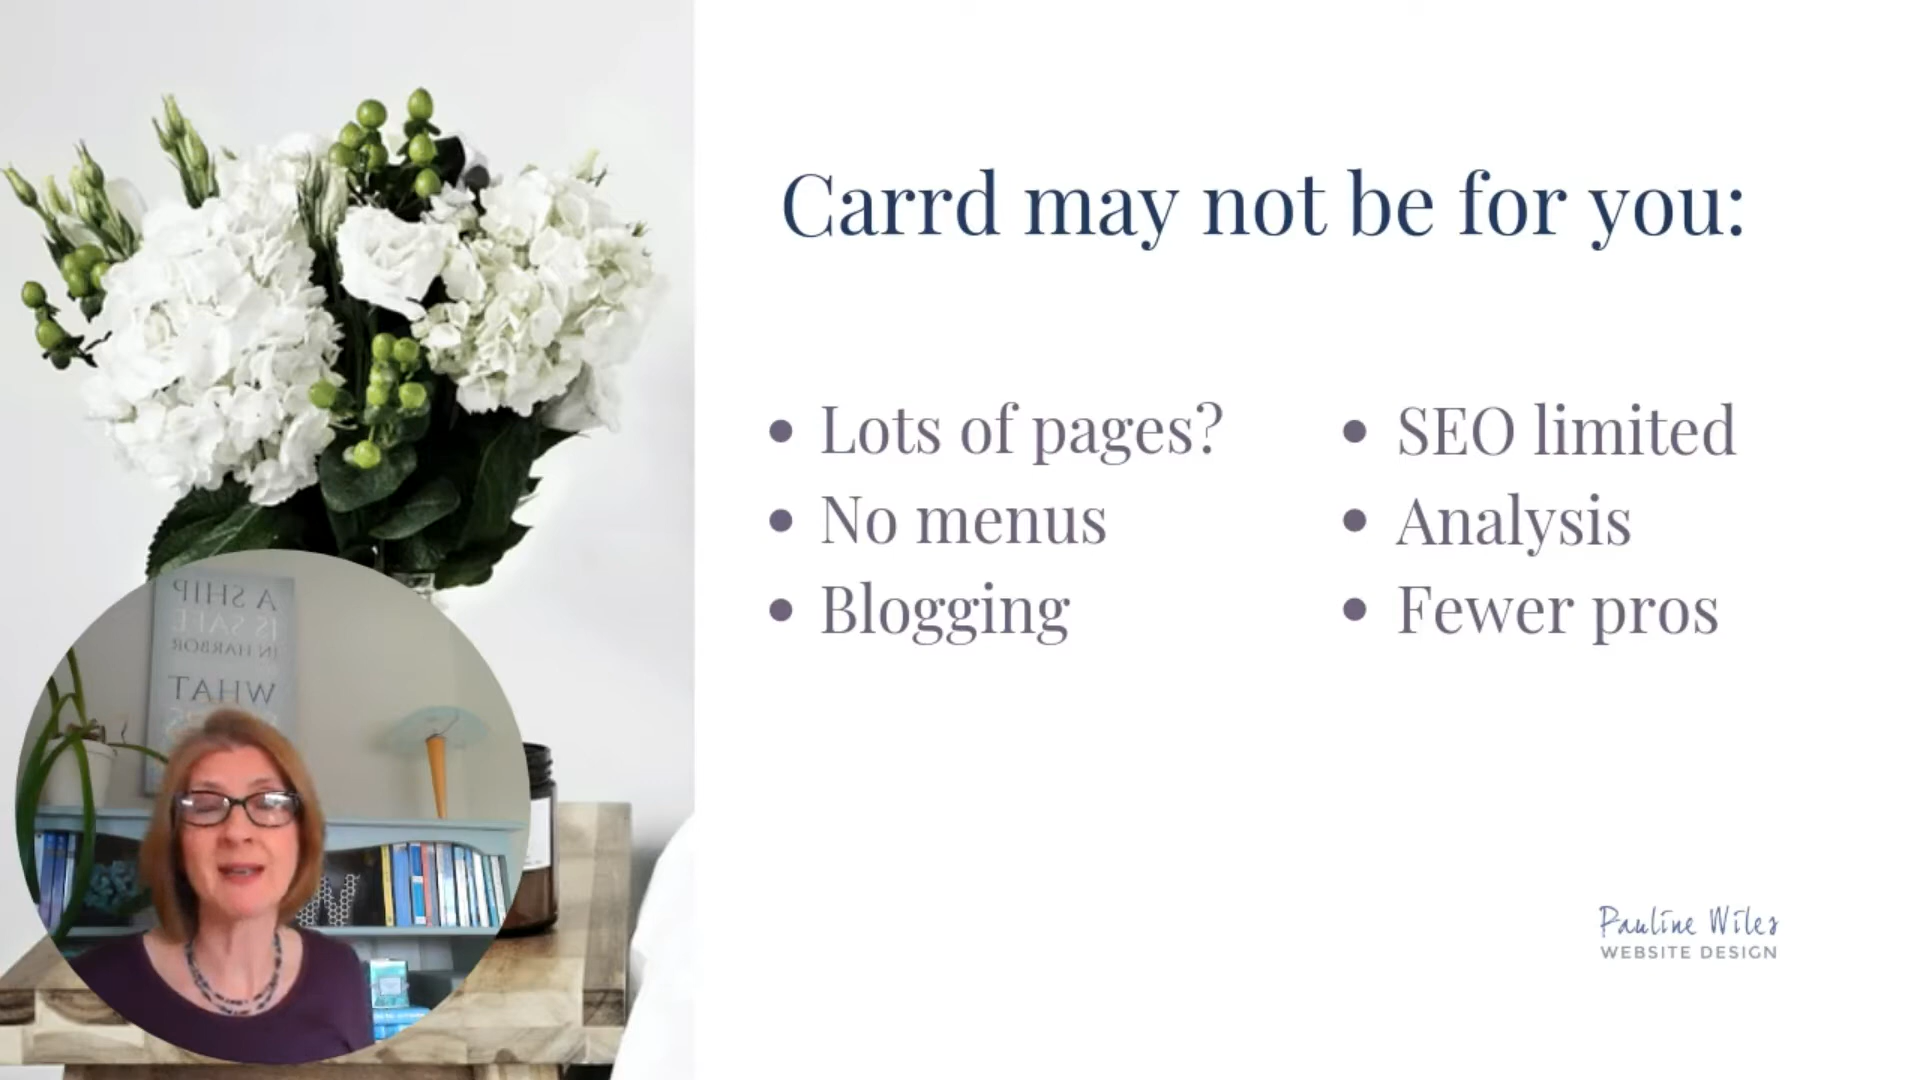 Carrd may not be for you:
Lots of pages?
No menus
Blogging
SEO limited
Analysis
Fewer pros
A SHIP
IS SAFE
IN HARBOR
WHAT
N
Pauline Wiles
WEBSITE DESIGN